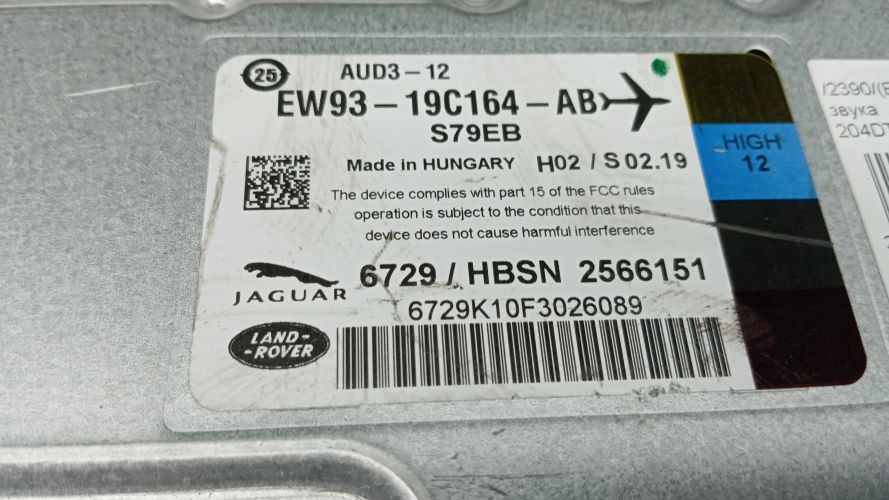 25
AUD3-12
EW93-19C164-AB
S79EB
Made in HUNGARY H02 / S 02.19
The device complies with part 15 of the FCC rules
operation is subject to the condition that this
device does not cause harmful interference
JAGUAR
6729 / HBSN 2566151
6729K10F3026089
LAND-
-ROVER
HIGH
12
/2390/(
звука
204D